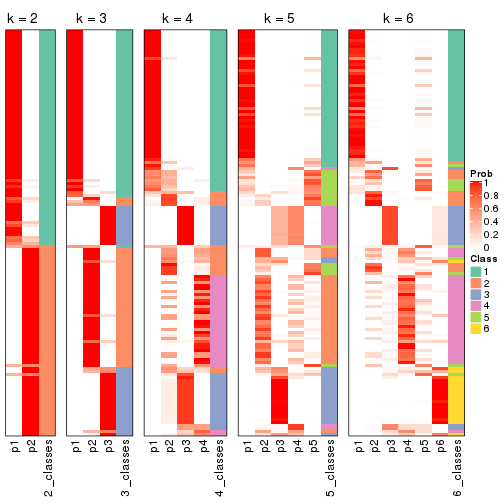 k = 2
k = 3
k = 4
k = 5
k = 6
Prob
1
0.8
0.6
0.4
0.2
0
Class
1
2
3
4
5
6
p1
p2
2_classes
p1
p2
p3
3_classes
p1
p2
p3
p4
4_classes
p1
p2
p3
p4
p5
5_classes
p1
p2
p3
p4
p5
p6
6_classes